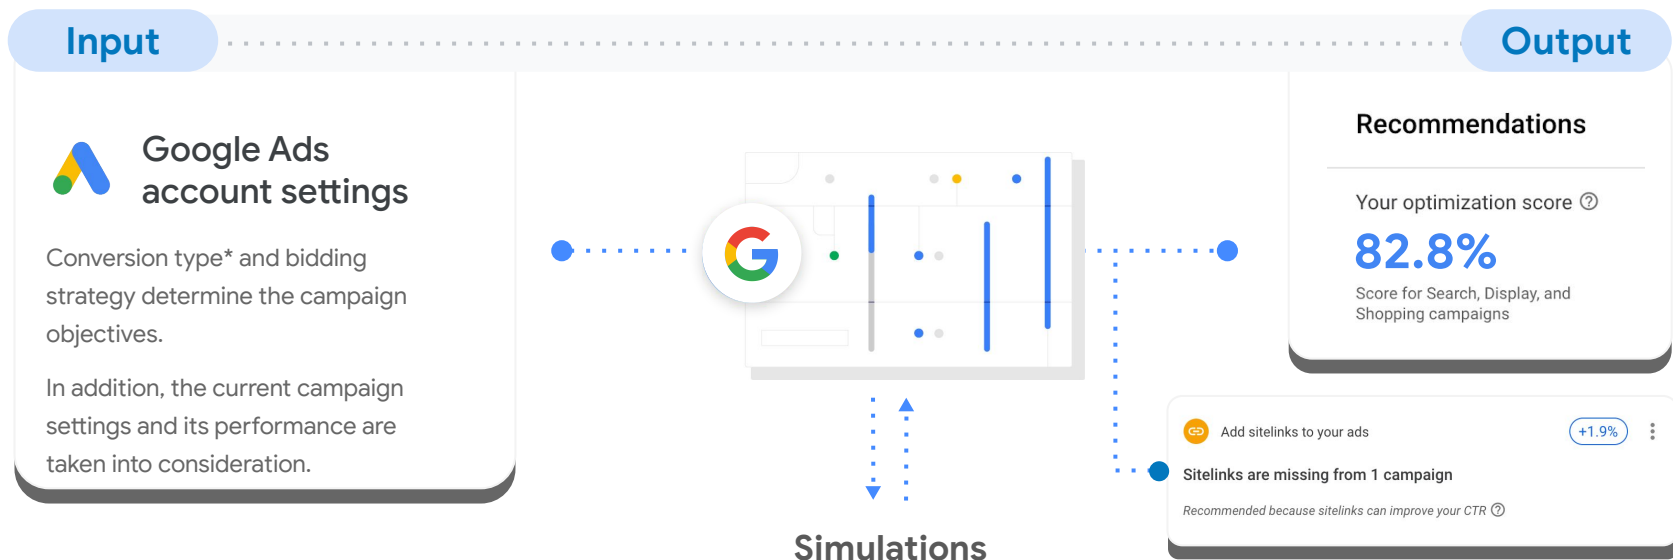 Input
Output
Google Ads
account settings
Conversion type* and bidding
strategy determine the campaign
objectives.
In addition, the current campaign
settings and its performance are
taken into consideration.
Simulations
Recommendations
Your optimization score ?
82.8%
Score for Search, Display, and
Shopping campaigns
Add sitelinks to your ads
+1.9%
Sitelinks are missing from 1 campaign
Recommended because sitelinks can improve your CTR ?